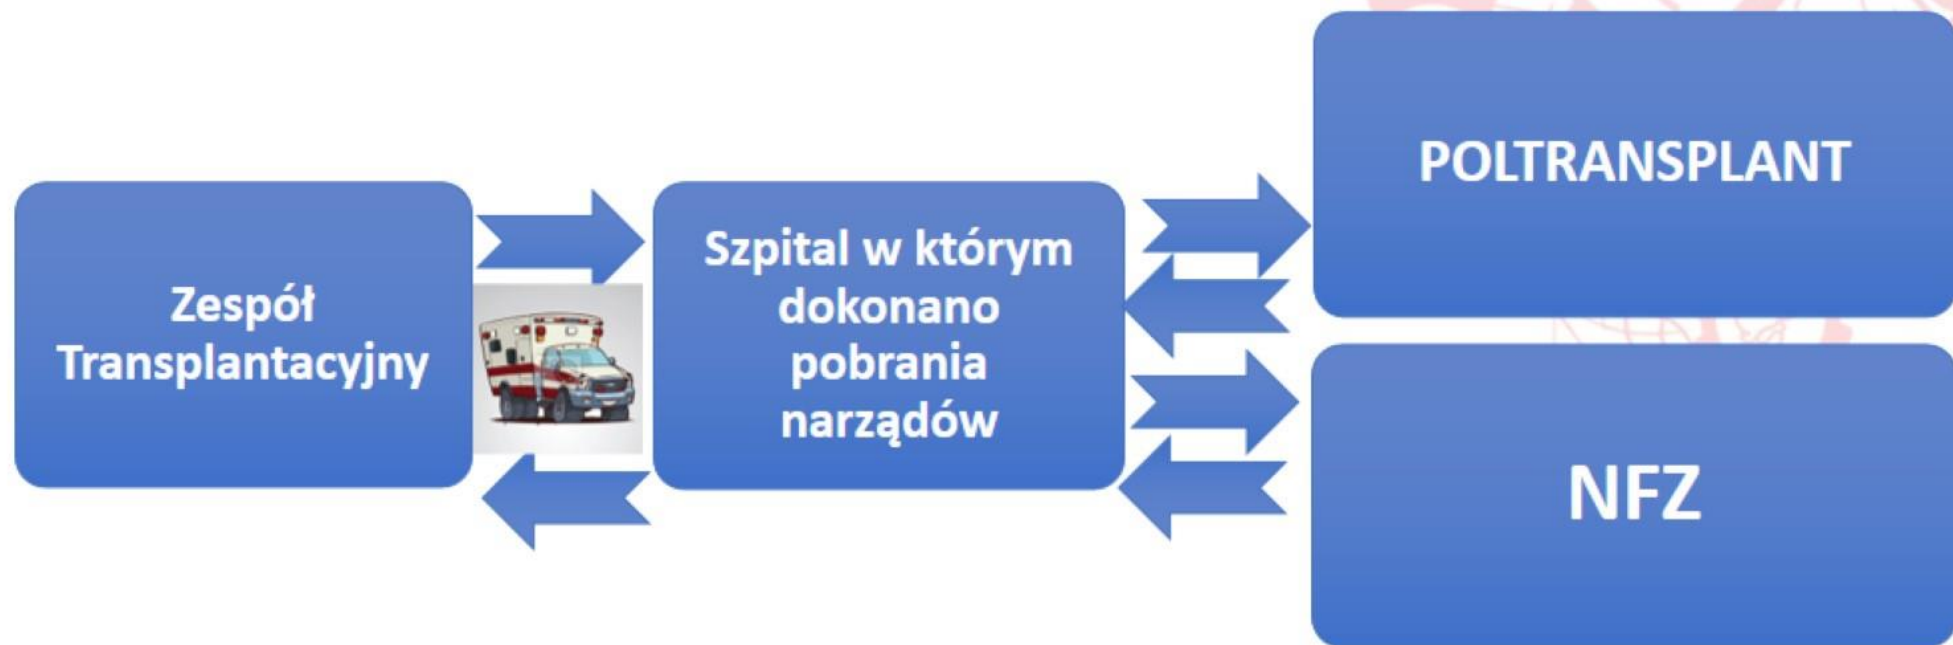 Zespół
Transplantacyjny
Szpital w którym
dokonano
pobrania
narządów
POLTRANSPLANT
NFZ